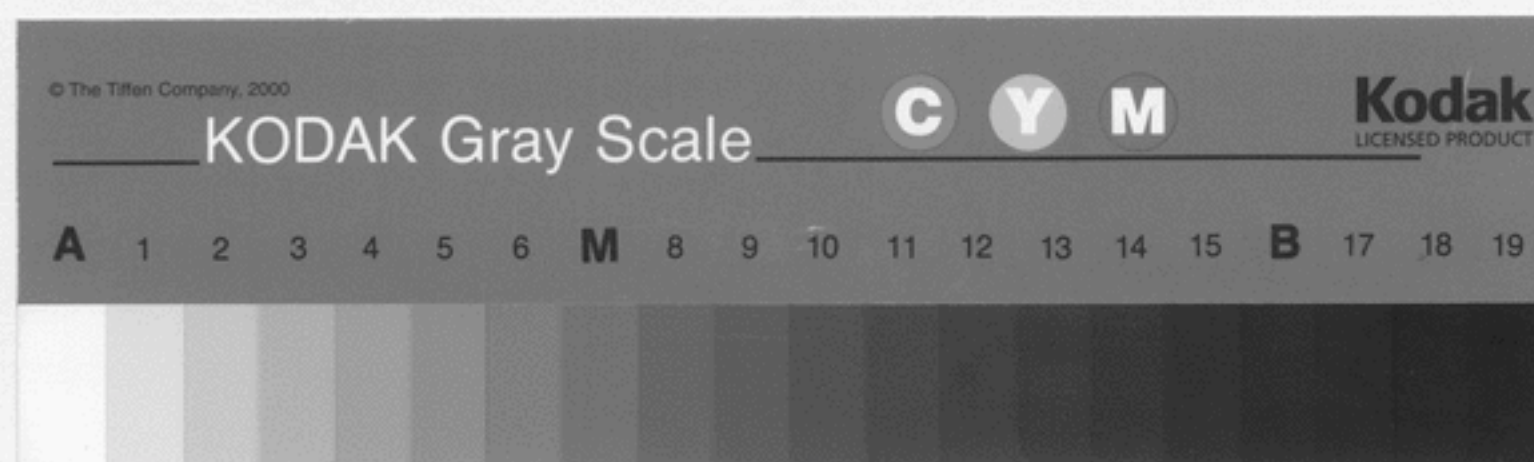 © The Tiffen Company, 2000
KODAK Gray Scale
C Y M
Kodak
LICENSED PRODUCT
A 1 2 3 4 5 6 M 8 9 10 11 12 13 14 15 B 17 18 19